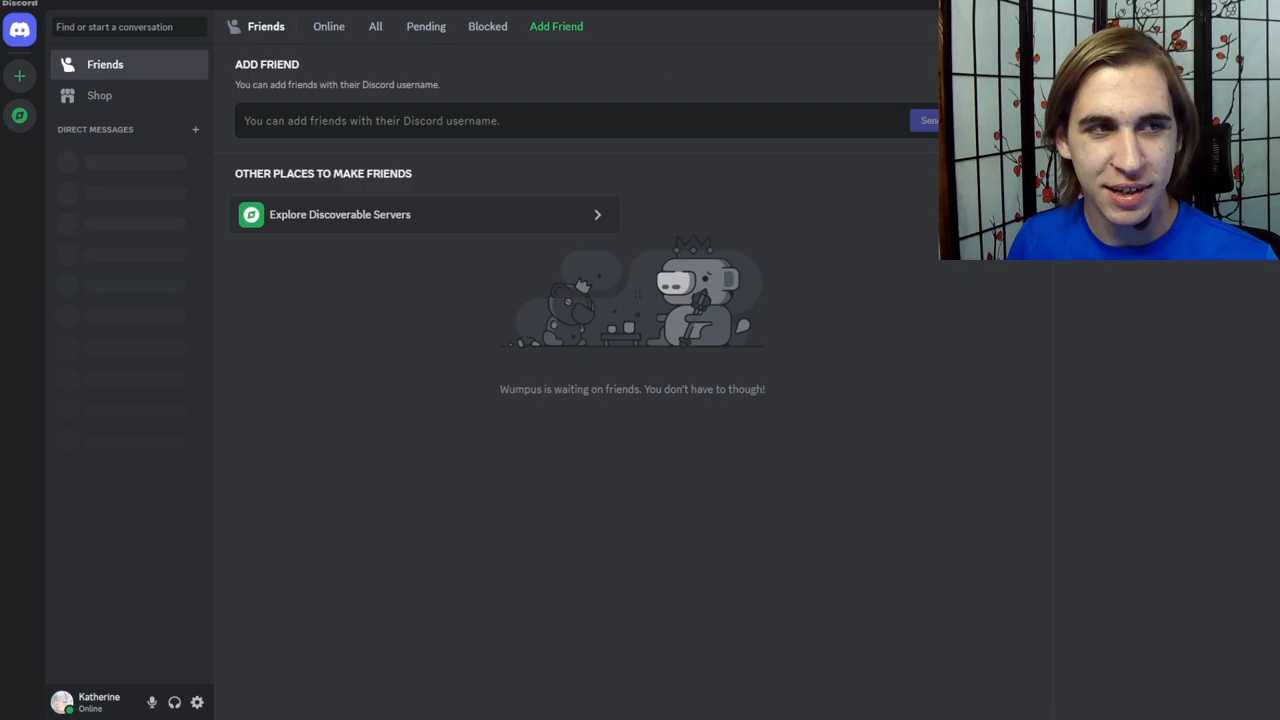 Discord
Find or start a conversation
Friends
Online
All
Pending
Blocked
Add Friend
Friends
Shop
DIRECT MESSAGES
ADD FRIEND
You can add friends with their Discord username.
You can add friends with their Discord username.
OTHER PLACES TO MAKE FRIENDS
Explore Discoverable Servers
Wumpus is waiting on friends. You don't have to though!
Katherine
Online